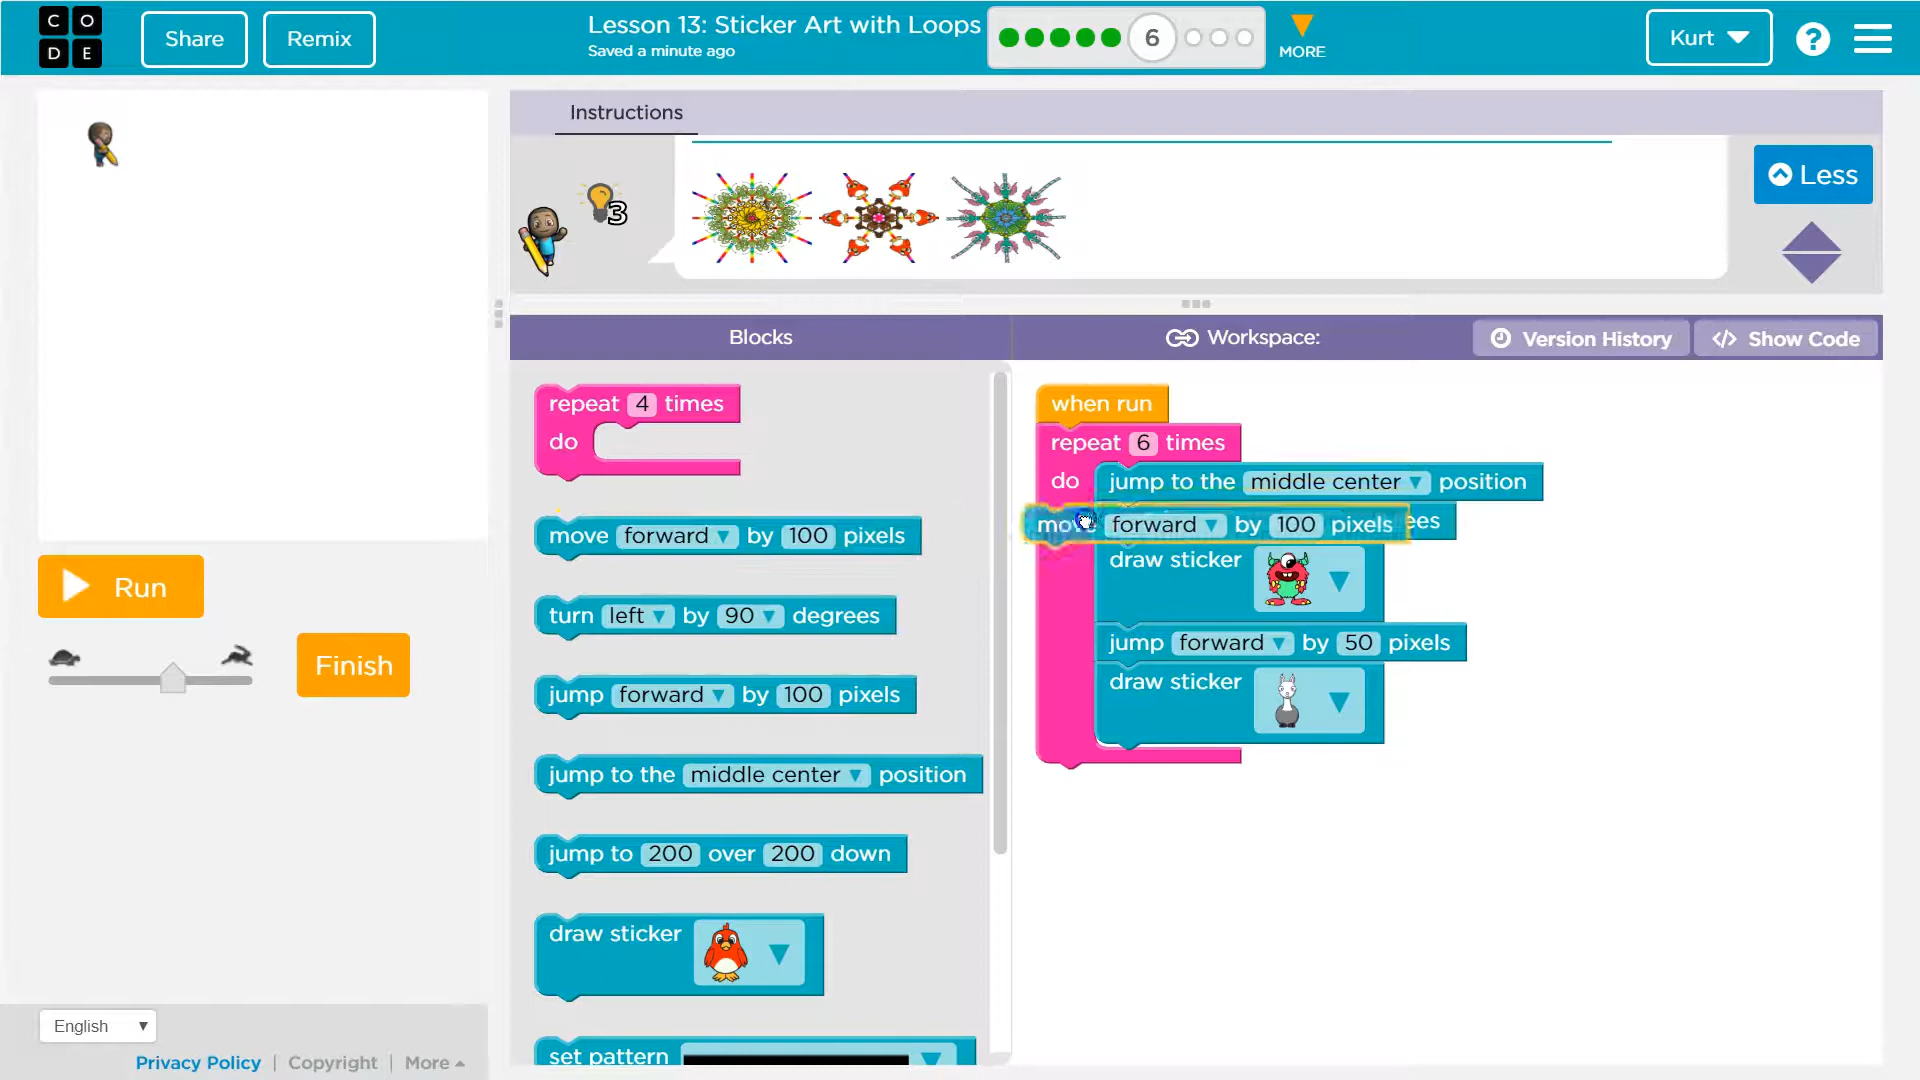 C O
D E
Share
Remix
Lesson 13: Sticker Art with Loops
Saved a minute ago
6
MORE
Kurt
?
Instructions
3
Less
Blocks
Workspace:
Version History
</> Show Code
repeat 4 times
do
move forward by 100 pixels
turn left by 90 degrees
jump forward by 100 pixels
jump to the middle center position
jump to 200 over 200 down
draw sticker
set pattern
when run
repeat 6 times
do
jump to the middle center position
move forward by 100 pixels
draw sticker
jump forward by 50 pixels
draw sticker
Run
Finish
English
Privacy Policy | Copyright | More